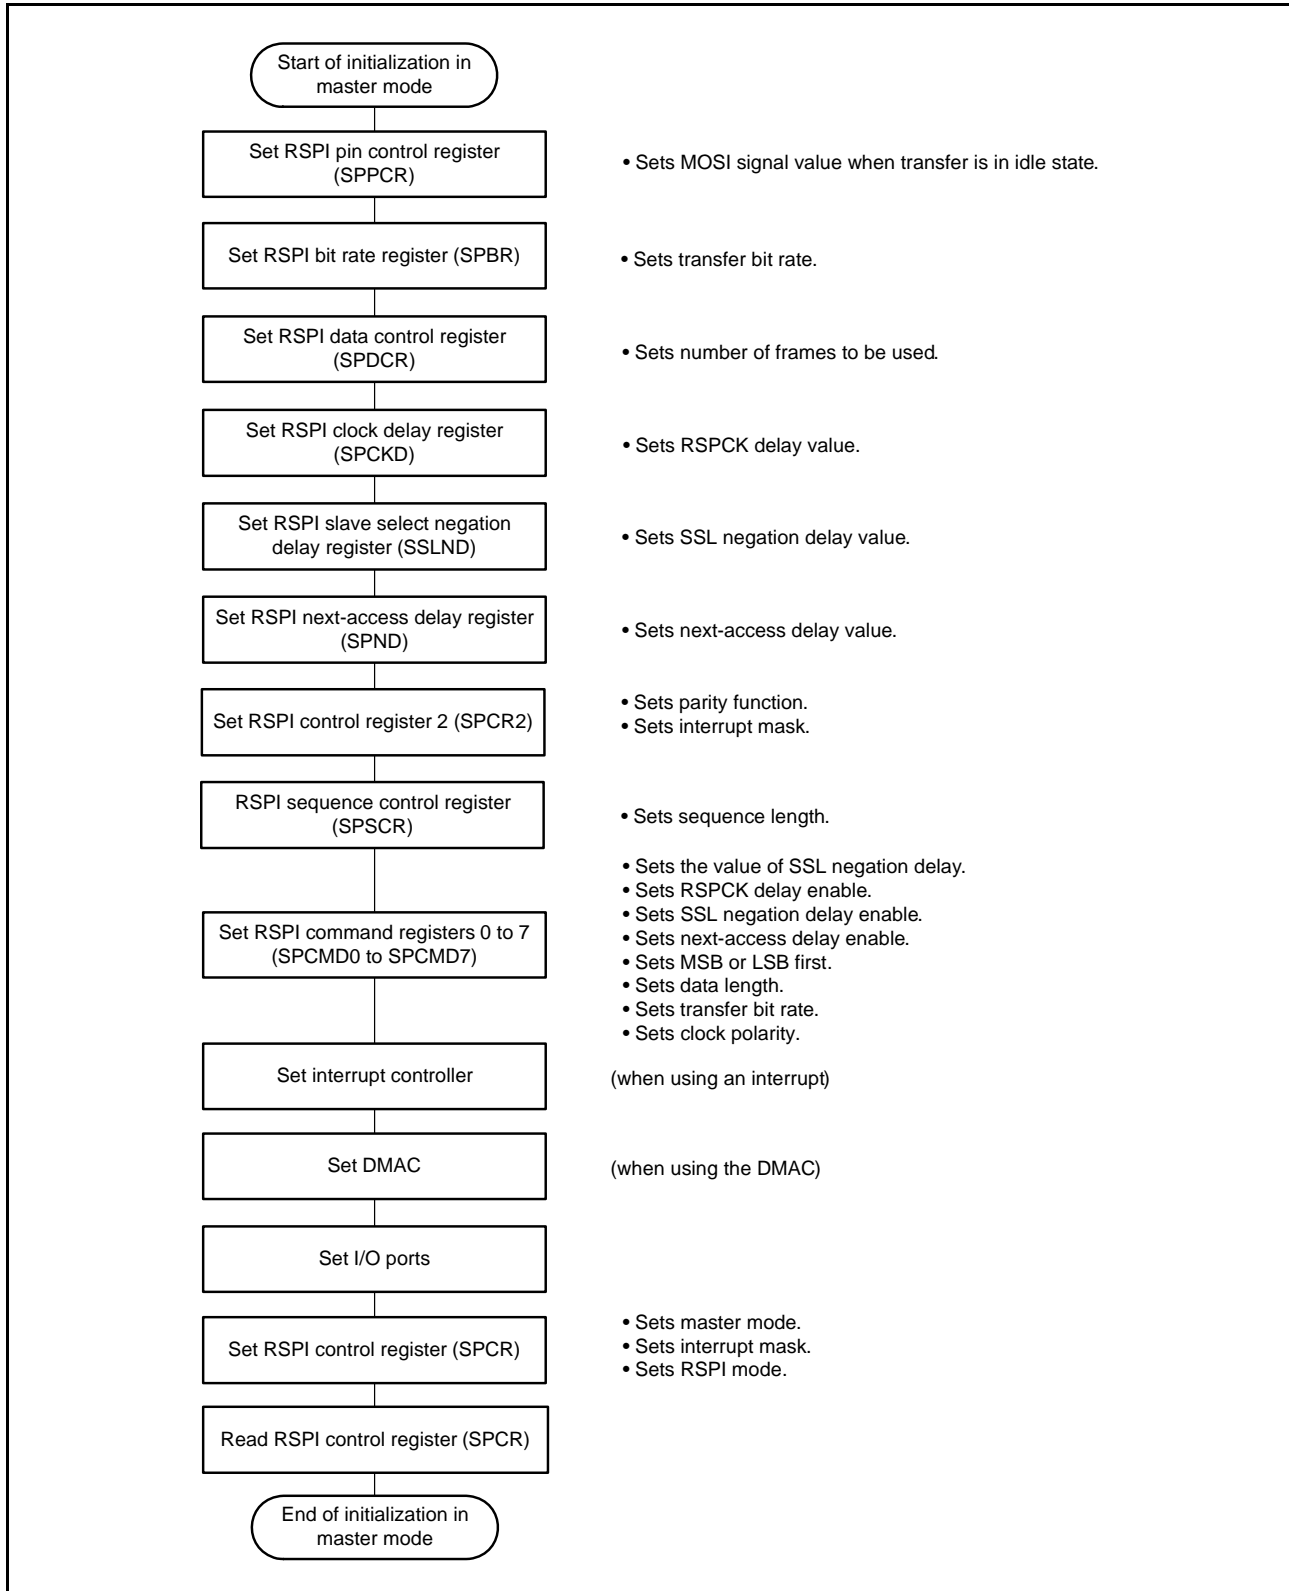 Start of initialization in
master mode
Set RSPI pin control register
(SPPCR)
• Sets MOSI signal value when transfer is in idle state.
Set RSPI bit rate register (SPBR)
• Sets transfer bit rate.
Set RSPI data control register
(SPDCR)
• Sets number of frames to be used.
Set RSPI clock delay register
(SPCKD)
• Sets RSPCK delay value.
Set RSPI slave select negation
delay register (SSLND)
• Sets SSL negation delay value.
Set RSPI next-access delay register
(SPND)
• Sets next-access delay value.
Set RSPI control register 2 (SPCR2)
• Sets parity function.
• Sets interrupt mask.
RSPI sequence control register
(SPSCR)
• Sets sequence length.
Set RSPI command registers 0 to 7
(SPCMD0 to SPCMD7)
• Sets the value of SSL negation delay.
• Sets RSPCK delay enable.
• Sets SSL negation delay enable.
• Sets next-access delay enable.
• Sets MSB or LSB first.
• Sets data length.
• Sets transfer bit rate.
• Sets clock polarity.
Set interrupt controller
(when using an interrupt)
Set DMAC
(when using the DMAC)
Set I/O ports
Set RSPI control register (SPCR)
• Sets master mode.
• Sets interrupt mask.
• Sets RSPI mode.
Read RSPI control register (SPCR)
End of initialization in
master mode